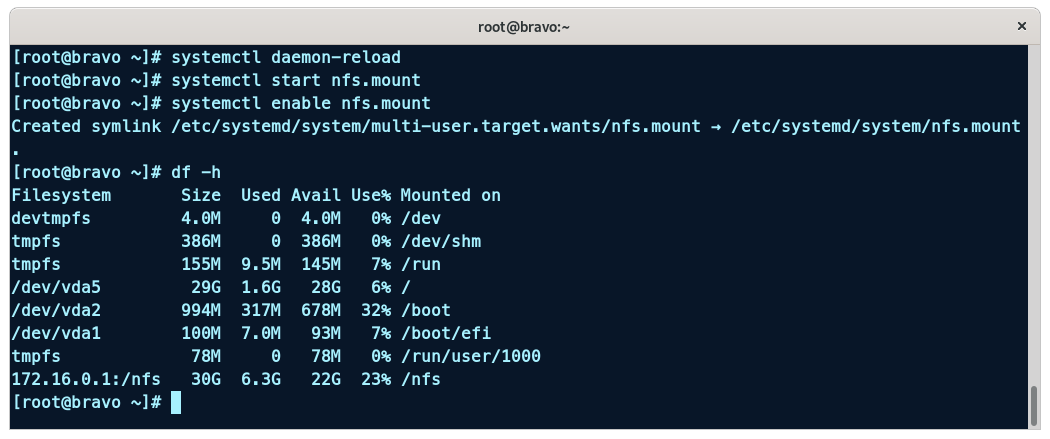 root@bravo:~
×
[root@bravo ~]# systemctl daemon-reload
[root@bravo ~]# systemctl start nfs.mount
[root@bravo ~]# systemctl enable nfs.mount
Created symlink /etc/systemd/system/multi-user.target.wants/nfs.mount → /etc/systemd/system/nfs.mount
.
[root@bravo ~]# df -h
Filesystem       Size  Used Avail Use% Mounted on
devtmpfs         4.0M     0  4.0M   0% /dev
tmpfs            386M     0  386M   0% /dev/shm
tmpfs            155M  9.5M  145M   7% /run
/dev/vda5         29G  1.6G   28G   6% /
/dev/vda2        994M  317M  678M  32% /boot
/dev/vda1        100M  7.0M   93M   7% /boot/efi
tmpfs             78M     0   78M   0% /run/user/1000
172.16.0.1:/nfs   30G  6.3G   22G  23% /nfs
[root@bravo ~]#